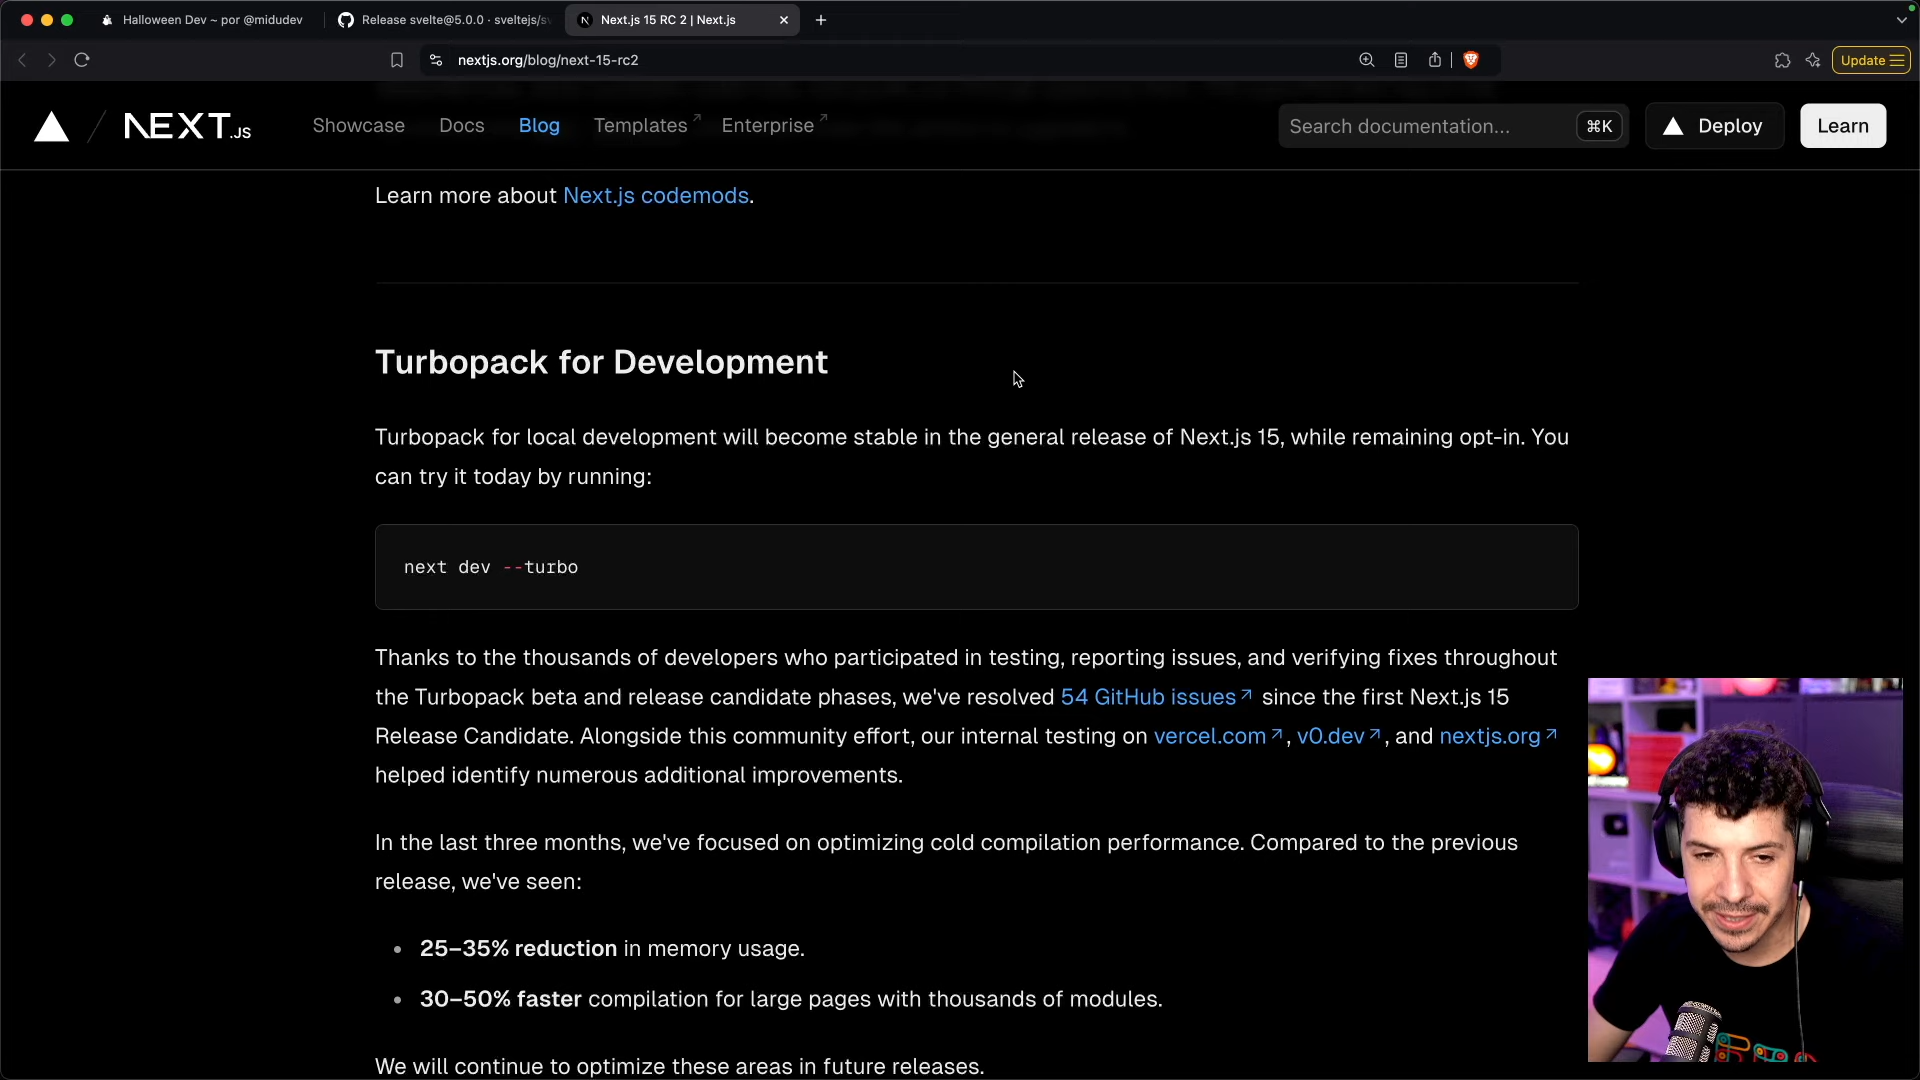 Halloween Dev ~ por @midudev
Release svelte@5.0.0 · sveltejs/sv
Next.js 15 RC 2 | Next.js
nextjs.org/blog/next-15-rc2
Update
NEXT.JS
Showcase
Docs
Blog
Templates
Enterprise
Search documentation...
⌘K
Deploy
Learn
Learn more about Next.js codemods.
Turbopack for Development
Turbopack for local development will become stable in the general release of Next.js 15, while remaining opt-in. You
can try it today by running:
next dev --turbo
Thanks to the thousands of developers who participated in testing, reporting issues, and verifying fixes throughout
the Turbopack beta and release candidate phases, we've resolved 54 GitHub issues↗ since the first Next.js 15
Release Candidate. Alongside this community effort, our internal testing on vercel.com↗, v0.dev↗, and nextjs.org↗
helped identify numerous additional improvements.
In the last three months, we've focused on optimizing cold compilation performance. Compared to the previous
release, we've seen:
• 25–35% reduction in memory usage.
• 30–50% faster compilation for large pages with thousands of modules.
We will continue to optimize these areas in future releases.